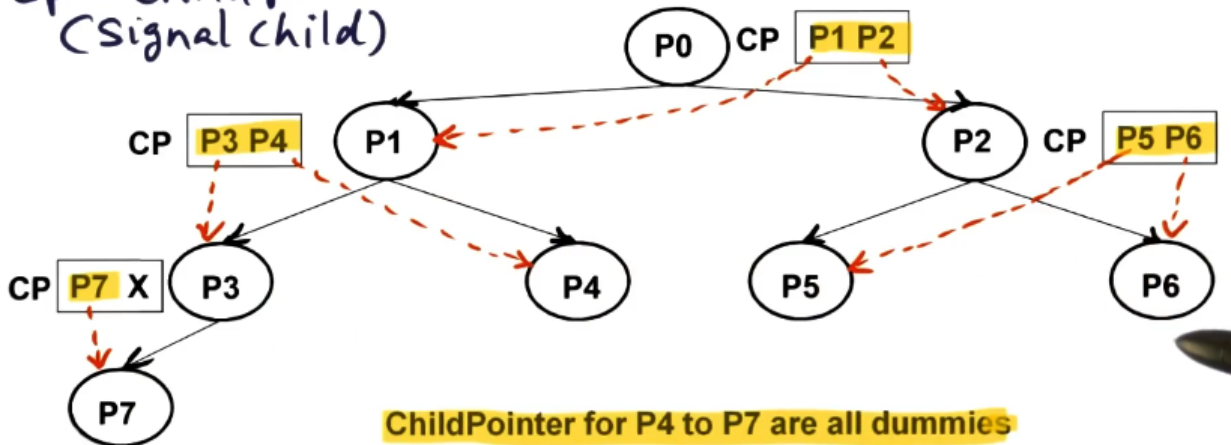 (Signal child)
P0 CP P1 P2
CP P3 P4 P1 P2 CP P5 P6
CP P7 X P3 P4 P5 P6
P7
ChildPointer for P4 to P7 are all dummies